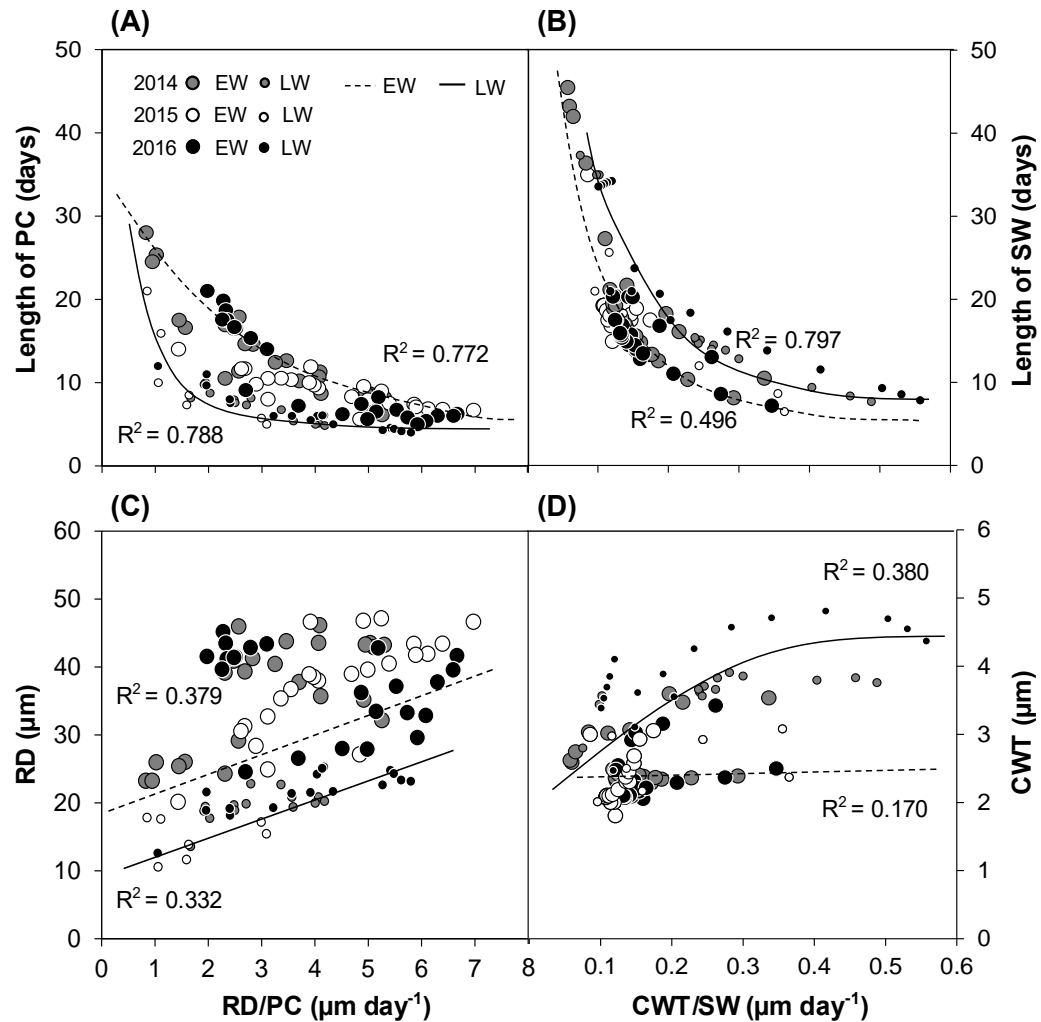 (A)
(B)
50
40
30
20
10
0
Length of PC (days)
2014 EW LW
2015 EW LW
2016 EW LW
EW LW
R² = 0.772
R² = 0.788
50
40
30
20
10
0
Length of SW (days)
R² = 0.797
R² = 0.496
(C)
(D)
60
50
40
30
20
10
0
RD (µm)
R² = 0.379
R² = 0.332
0 1 2 3 4 5 6 7 8
RD/PC (µm day⁻¹)
6
5
4
3
2
1
0
CWT (µm)
R² = 0.380
R² = 0.170
0.1 0.2 0.3 0.4 0.5 0.6
CWT/SW (µm day⁻¹)